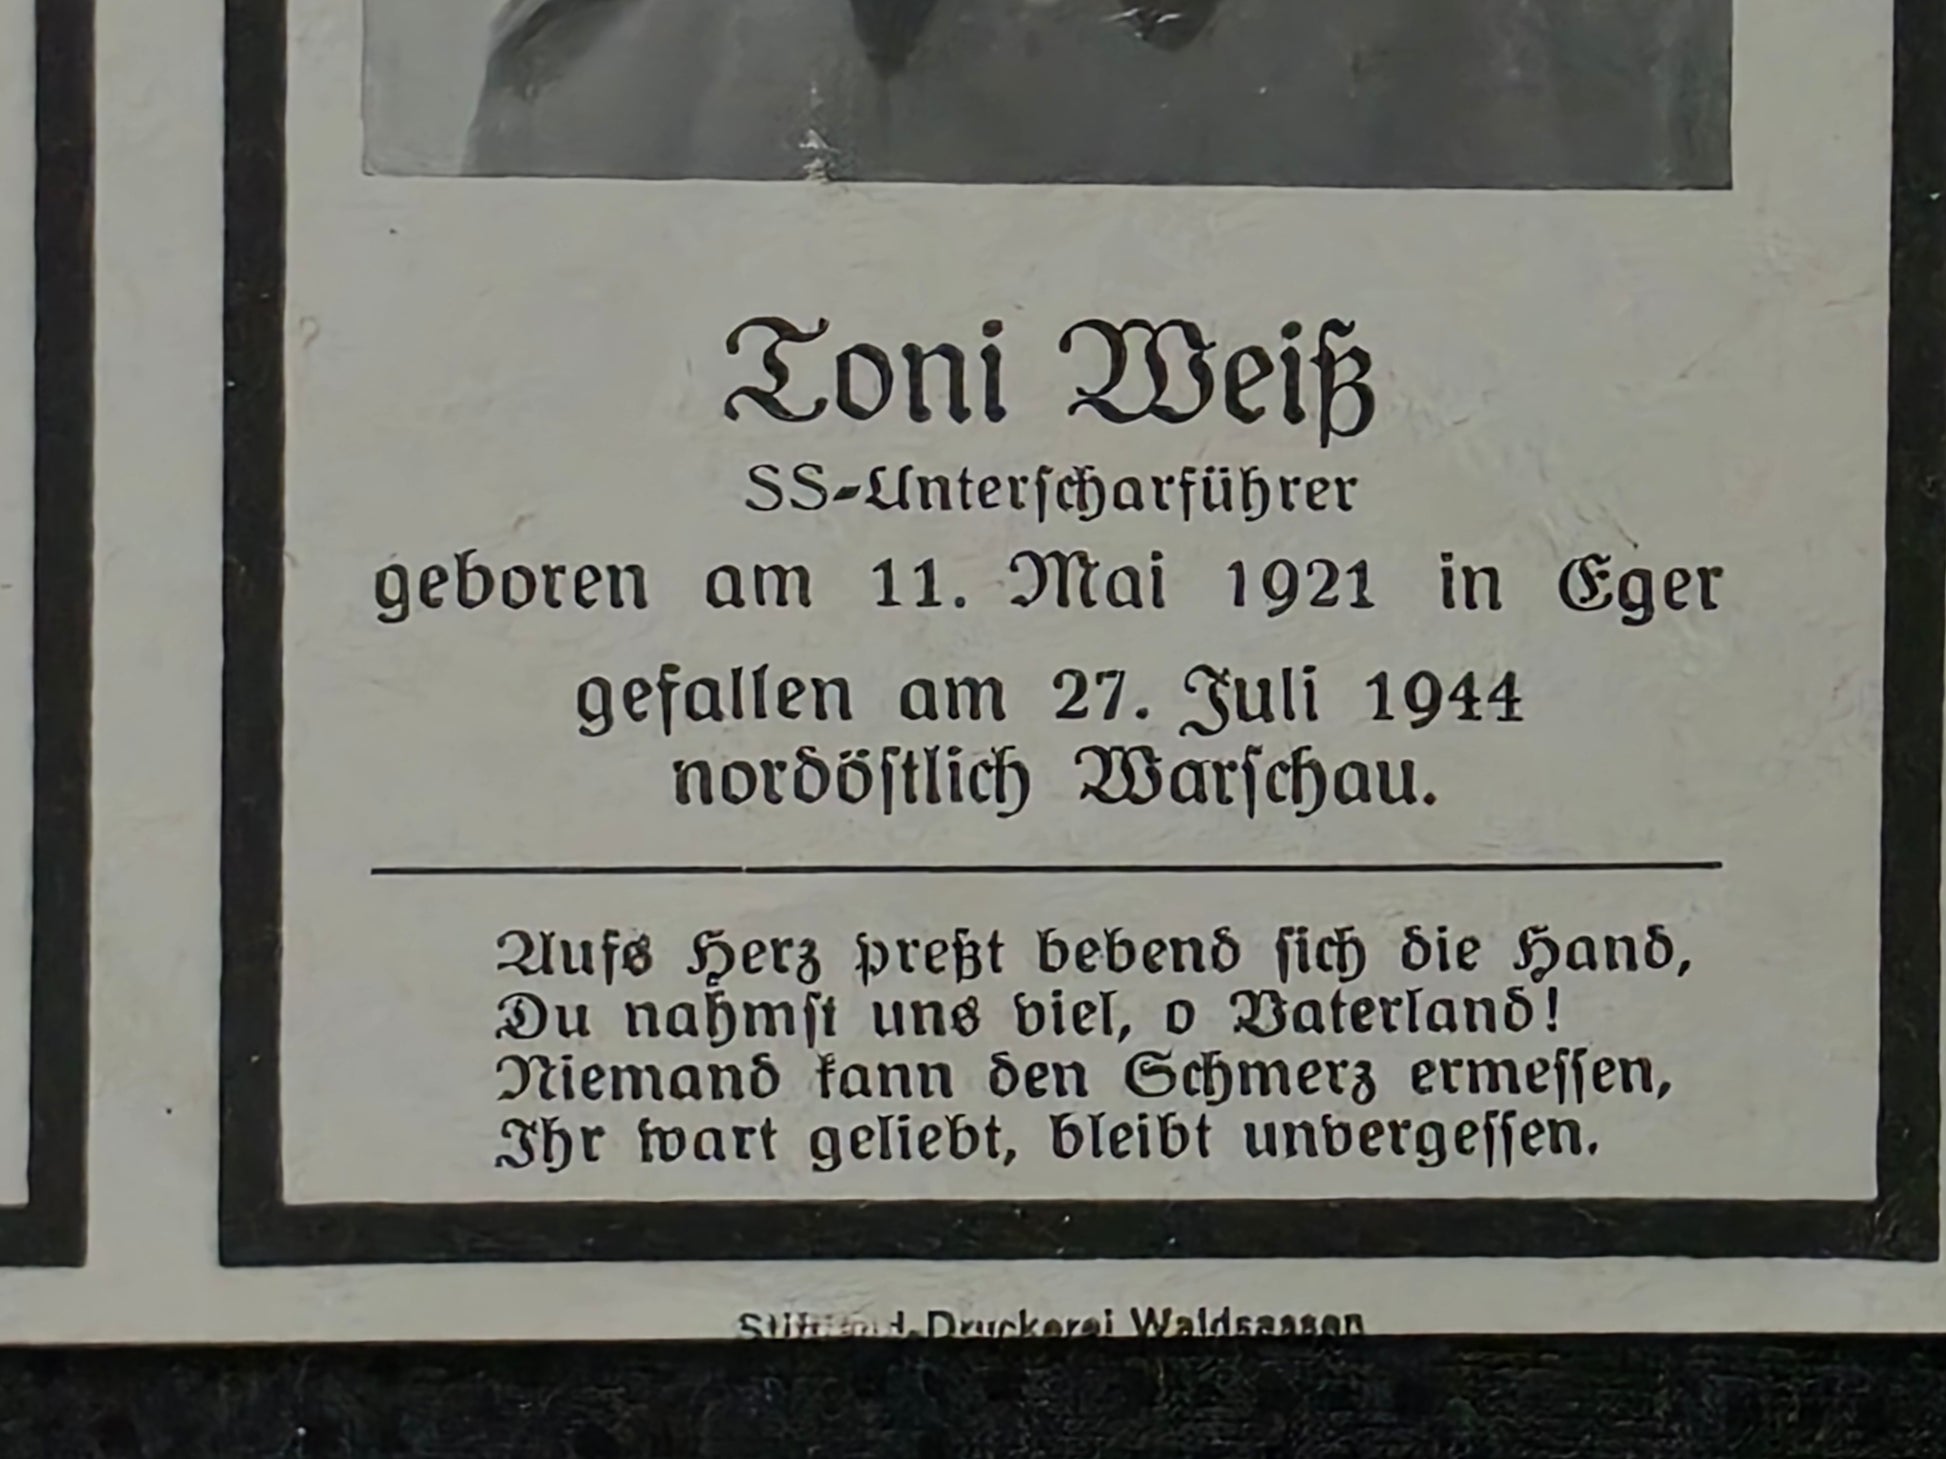 Toni Weiß
SS-Unterscharführer
geboren am 11. Mai 1921 in Eger
gefallen am 27. Juli 1944
nordöstlich Warschau.
Aufs Herz preßt bebend sich die Hand,
Du nahmst uns viel, o Vaterland!
Niemand kann den Schmerz ermessen,
Ihr wart geliebt, bleibt unvergessen.
Druckerei Waldsassen